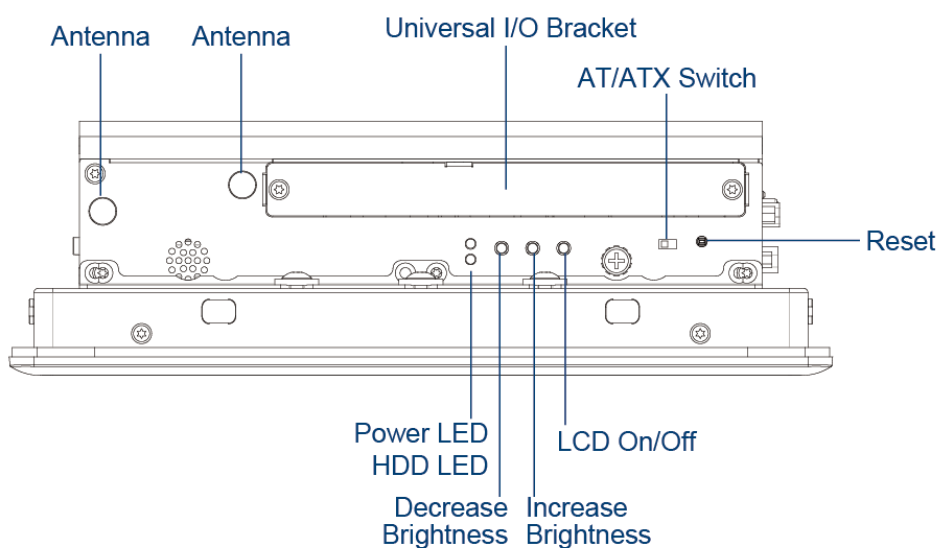 Antenna
Antenna
Universal I/O Bracket
AT/ATX Switch
Reset
Power LED
HDD LED
LCD On/Off
Decrease
Brightness
Increase
Brightness